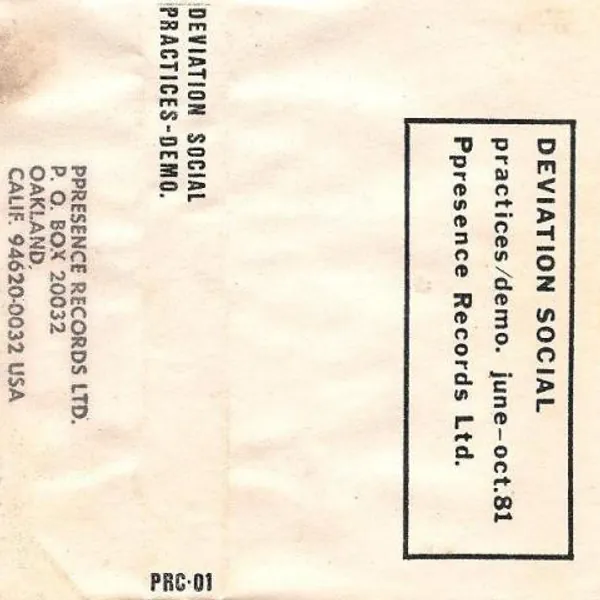 DEVIATION SOCIAL
practices/demo. june-oct.81
Ppresence Records Ltd.
DEVIATION SOCIAL
PRACTICES-DEMO.
PRC·01
PPRESENCE RECORDS LTD.
P. O. BOX 20032
OAKLAND,
CALIF. 94620-0032 USA